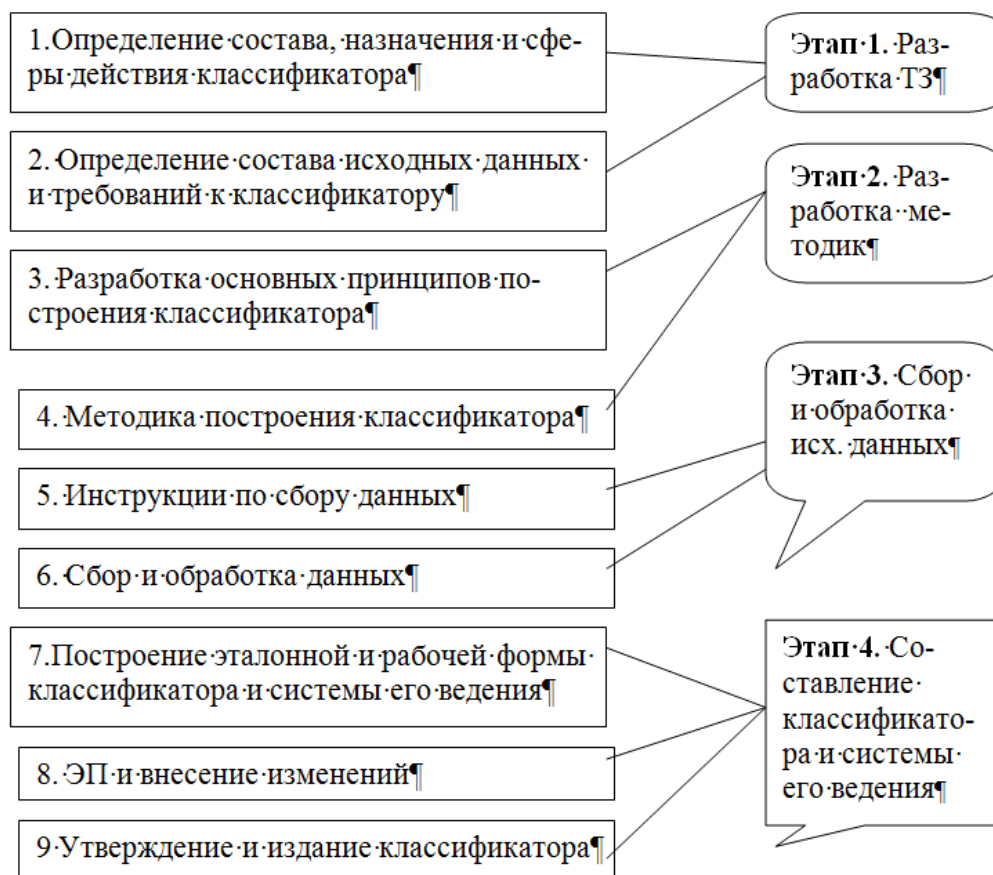 1.Определение·состава,·назначения·и·сфе-
ры·действия·классификатора¶
2.·Определение·состава·исходных·данных·
и·требований·к·классификатору¶
3.·Разработка·основных·принципов·по-
строения·классификатора¶
4.·Методика·построения·классификатора¶
5.·Инструкции·по·сбору·данных¶
6.·Сбор·и·обработка·данных¶
7.Построение·эталонной·и·рабочей·формы·
классификатора·и·системы·его·ведения¶
8.·ЭП·и·внесение·изменений¶
9·Утверждение·и·издание·классификатора¶
Этап·1.·Раз-
работка·ТЗ¶
Этап·2.·Раз-
работка··ме-
тодик¶
Этап·3.·Сбор·
и·обработка·
исх.·данных¶
Этап·4.·Со-
ставление·
классификато-
ра·и·системы·
его·ведения¶